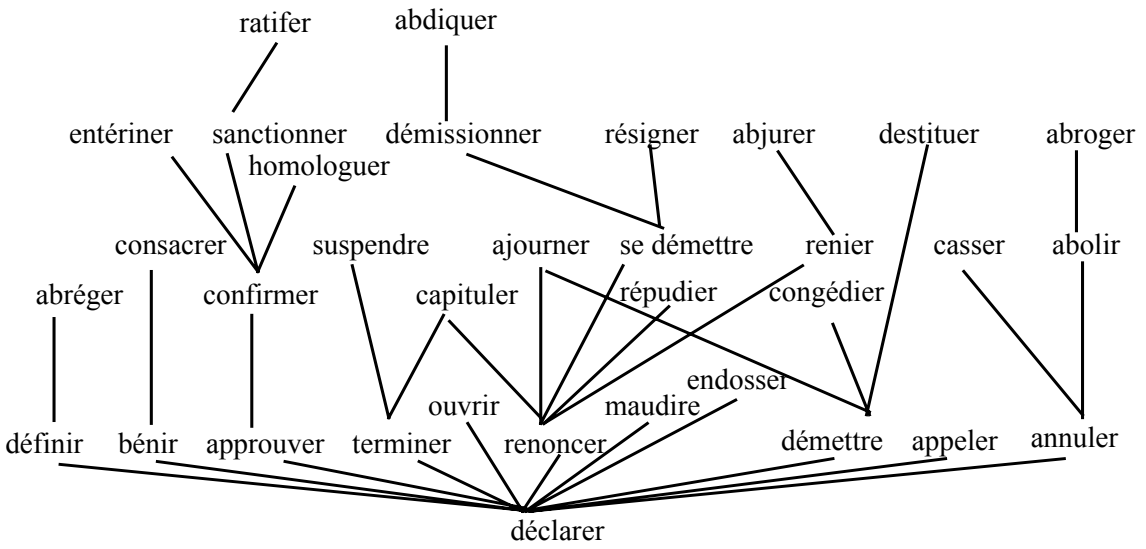 ratifer abdiquer
entériner sanctionner démissionner résigner abjurer destituer abroger
homologuer
consacrer suspendre ajourner se démettre renier casser abolir
abréger confirmer capituler répudier congédier
endosser
ouvrir maudire
définir bénir approuver terminer renoncer démettre appeler annuler
déclarer